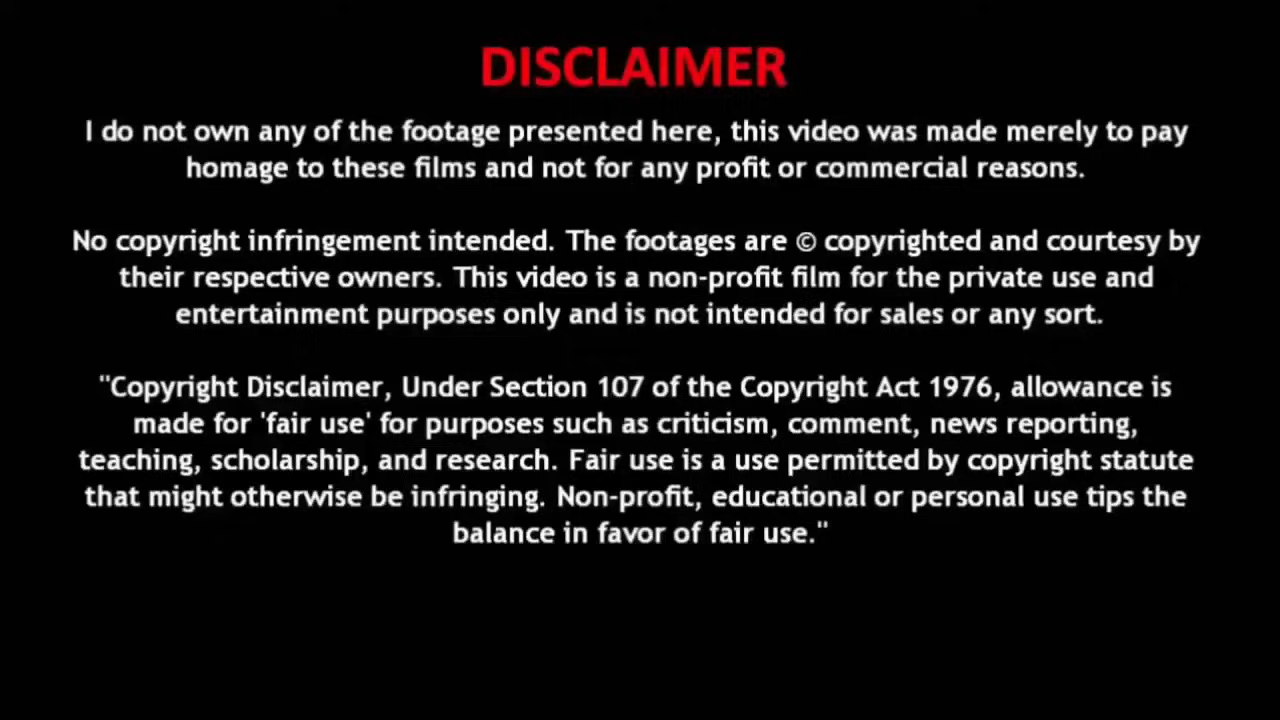 DISCLAIMER
I do not own any of the footage presented here, this video was made merely to pay
homage to these films and not for any profit or commercial reasons.
No copyright infringement intended. The footages are © copyrighted and courtesy by
their respective owners. This video is a non-profit film for the private use and
entertainment purposes only and is not intended for sales or any sort.
"Copyright Disclaimer, Under Section 107 of the Copyright Act 1976, allowance is
made for 'fair use' for purposes such as criticism, comment, news reporting,
teaching, scholarship, and research. Fair use is a use permitted by copyright statute
that might otherwise be infringing. Non-profit, educational or personal use tips the
balance in favor of fair use."